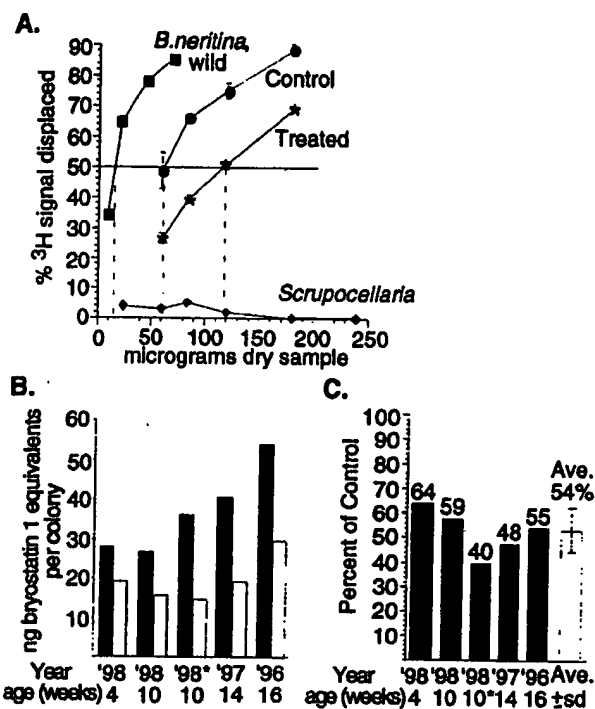 A.
B.neritina,
wild
Control
Treated
Scrupocellaria
% ³H signal displaced
90
80
70
60
50
40
30
20
10
0
0 50 100 150 200 250
micrograms dry sample
B.
ng bryostatin 1 equivalents
per colony
60
50
40
30
20
10
Year '98 '98 '98* '97 '96
age (weeks) 4 10 10 14 16
C.
Percent of Control
100
90
80
70
60
50
40
30
20
10
64 59 40 48 55
Ave.
54%
Year '98 '98 '98 '97 '96 Ave.
age (weeks) 4 10 10* 14 16 ±sd